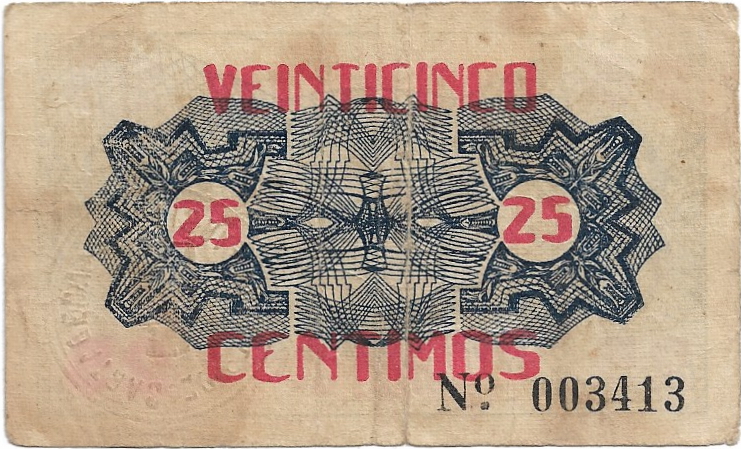 VEINTICINCO
25 25
CENTIMOS
Nº 003413